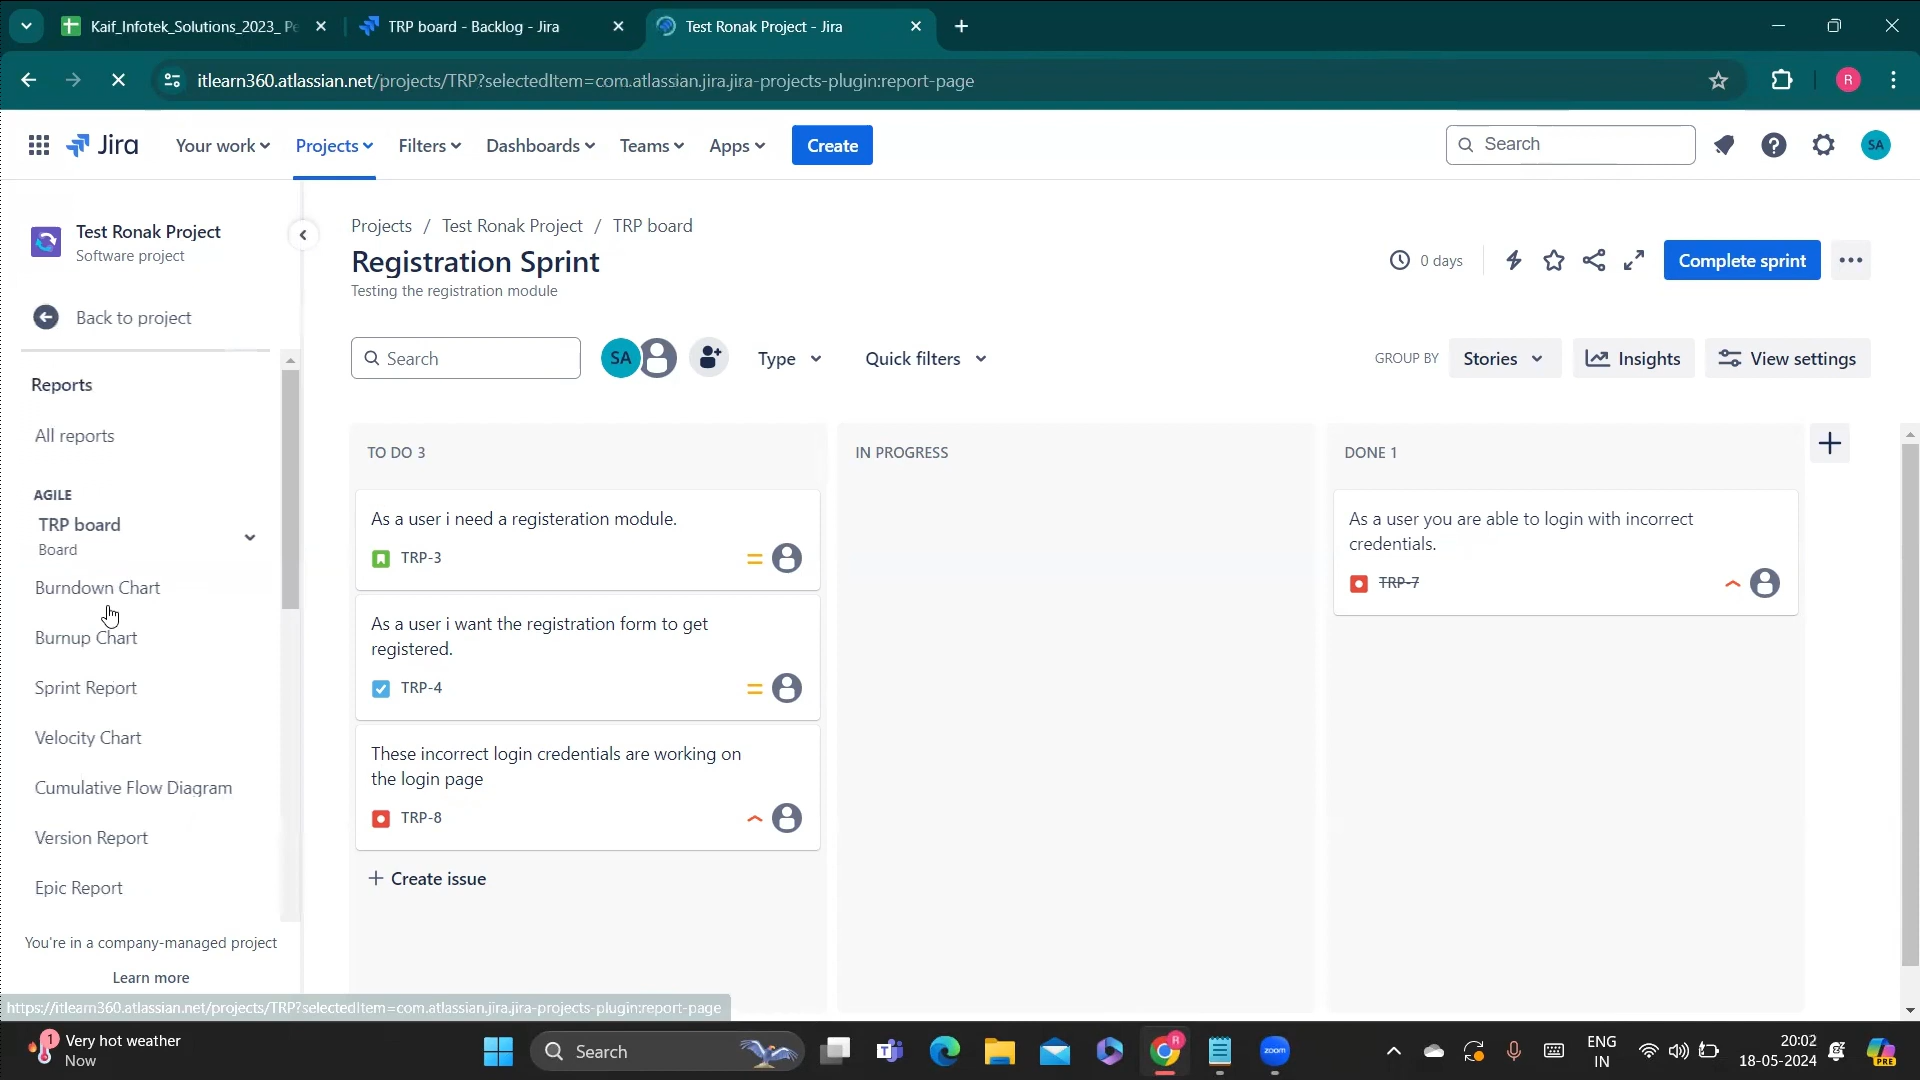 Kaif_Infotek_Solutions_2023_Pe
TRP board - Backlog - Jira
Test Ronak Project - Jira
itlearn360.atlassian.net/projects/TRP?selectedItem=com.atlassian.jira.jira-projects-plugin:report-page
R
Jira
Your work
Projects
Filters
Dashboards
Teams
Apps
Create
Search
SA
Test Ronak Project
Software project
Back to project
Reports
All reports
AGILE
TRP board
Board
Burndown Chart
Burnup Chart
Sprint Report
Velocity Chart
Cumulative Flow Diagram
Version Report
Epic Report
You're in a company-managed project
Learn more
https://itlearn360.atlassian.net/projects/TRP?selectedItem=com.atlassian.jira.jira-projects-plugin:report-page
Projects / Test Ronak Project / TRP board
Registration Sprint
Testing the registration module
0 days
Complete sprint
Search
SA
Type
Quick filters
GROUP BY
Stories
Insights
View settings
TO DO 3
As a user i need a registeration module.
TRP-3
As a user i want the registration form to get
registered.
TRP-4
These incorrect login credentials are working on
the login page
TRP-8
Create issue
IN PROGRESS
DONE 1
As a user you are able to login with incorrect
credentials.
TRP-7
1
Very hot weather
Now
Search
R
zoom
ENG
IN
20:02
18-05-2024
PRE